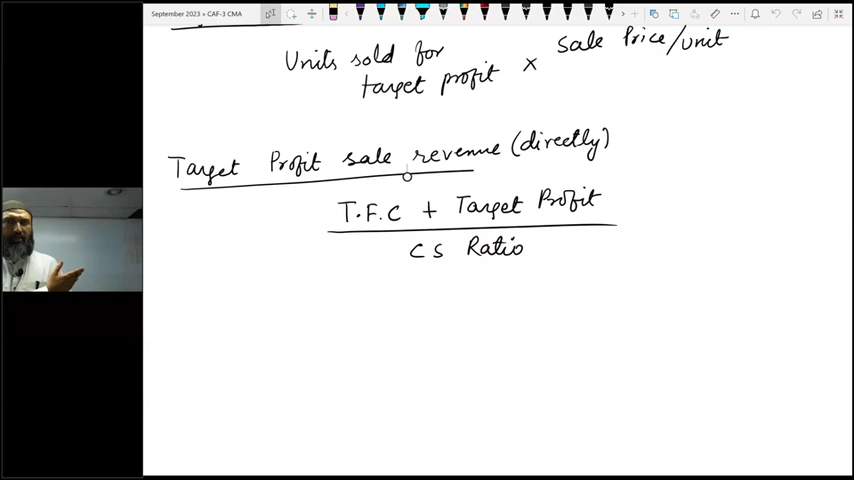 September 2023 » CAF-3 CMA
Units sold for
target profit × Sale Price/unit
Target Profit sale revenue (directly)
T.F.C + Target Profit
CS Ratio